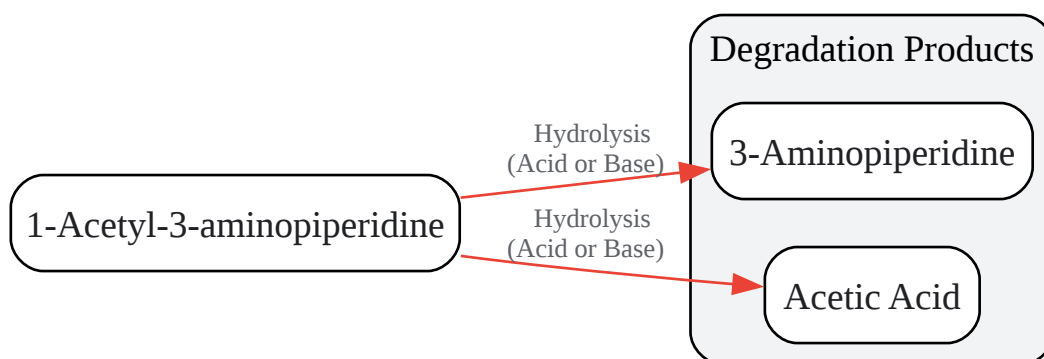 Degradation Products
Hydrolysis
(Acid or Base)
3-Aminopiperidine
1-Acetyl-3-aminopiperidine
Hydrolysis
(Acid or Base)
Acetic Acid